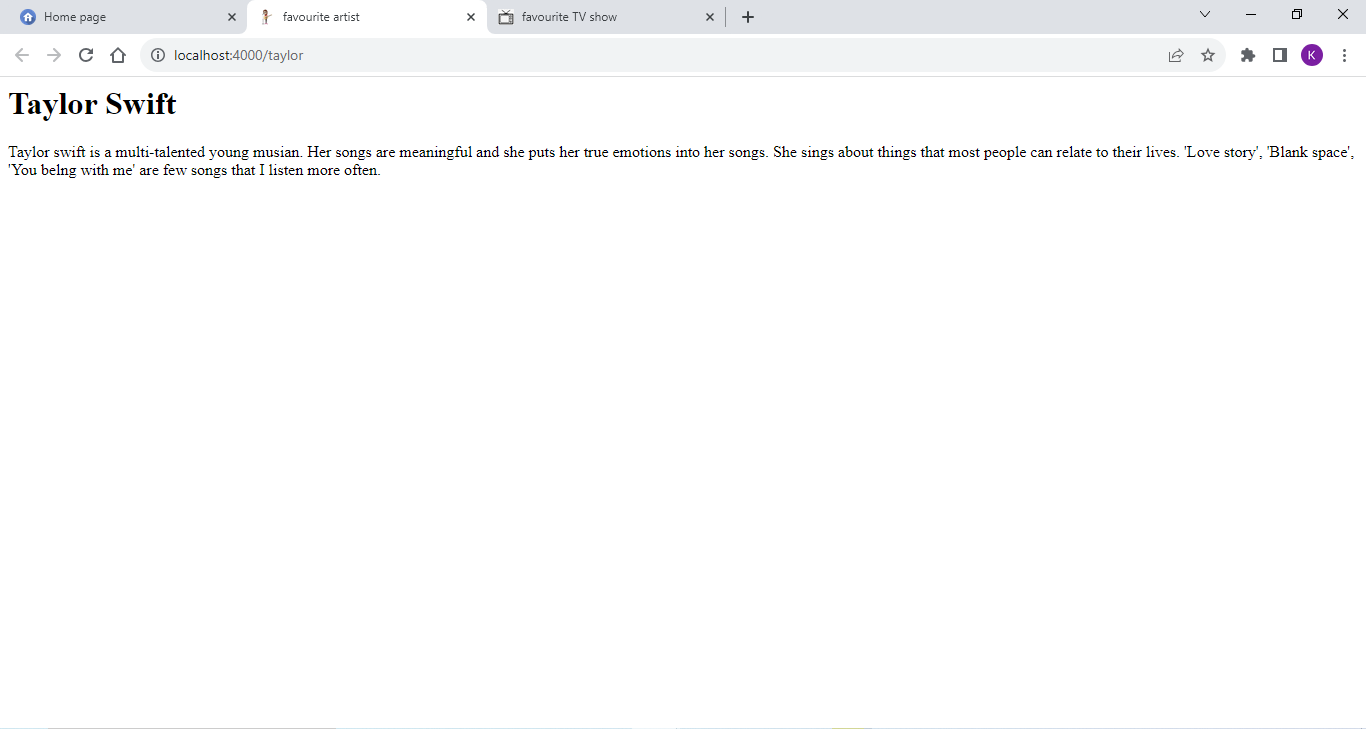 Home page
favourite artist
favourite TV show
localhost:4000/taylor
K
Taylor Swift
Taylor swift is a multi-talented young musian. Her songs are meaningful and she puts her true emotions into her songs. She sings about things that most people can relate to their lives. 'Love story', 'Blank space',
'You belng with me' are few songs that I listen more often.